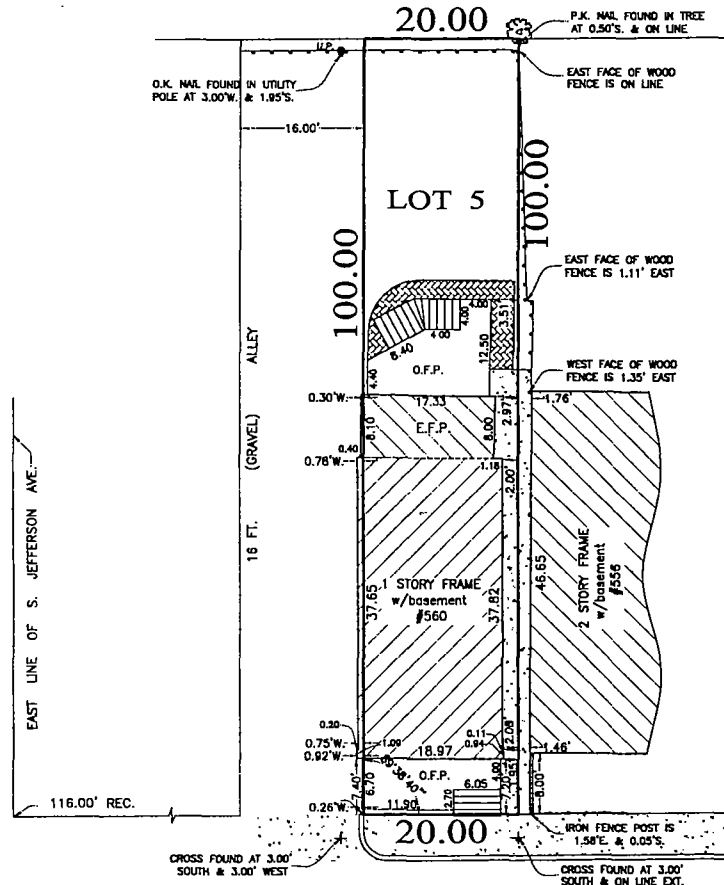 20.00
P.K. NAIL FOUND IN TREE
AT 0.50'S. & ON LINE
U.P.
O.K. NAIL FOUND IN UTILITY
POLE AT 3.00'W. & 1.95'S.
EAST FACE OF WOOD
FENCE IS ON LINE
16.00'
LOT 5
100.00
100.00
EAST FACE OF WOOD
FENCE IS 1.11' EAST
4.00
4.00
4.00
3.51
8.40
12.50
O.F.P.
4.40
WEST FACE OF WOOD
FENCE IS 1.35' EAST
0.30'W.
17.33
2.97'
1.76'
8.10
E.F.P.
8.00
0.40
0.78'W.
1.18
2.00'
16 FT. (GRAVEL) ALLEY
EAST LINE OF S. JEFFERSON AVE.
37.65
1 STORY FRAME
w/basement
#560
37.82
46.65
2 STORY FRAME
w/basement
#556
0.20
0.75'W.
1.09
0.92'W.
18.97
0.11
0.94
2.08'
1.46'
89°38'40"
7.40'
6.70
O.F.P.
4.00
6.05
2.70
8.00
116.00' REC.
0.26'W.
11.90
20.00
IRON FENCE POST IS
1.58'E. & 0.05'S.
CROSS FOUND AT 3.00'
SOUTH & 3.00' WEST
CROSS FOUND AT 3.00'
SOUTH & ON LINE EXT.